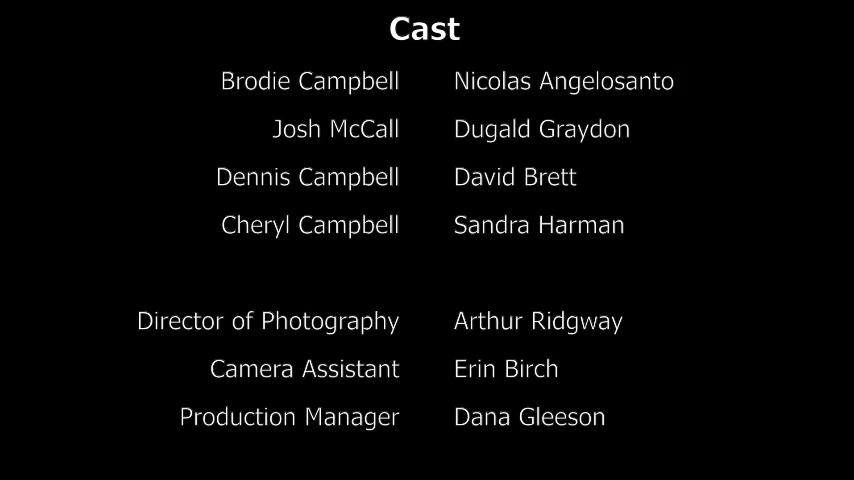 Cast
Brodie Campbell Nicolas Angelosanto
Josh McCall Dugald Graydon
Dennis Campbell David Brett
Cheryl Campbell Sandra Harman
Director of Photography Arthur Ridgway
Camera Assistant Erin Birch
Production Manager Dana Gleeson